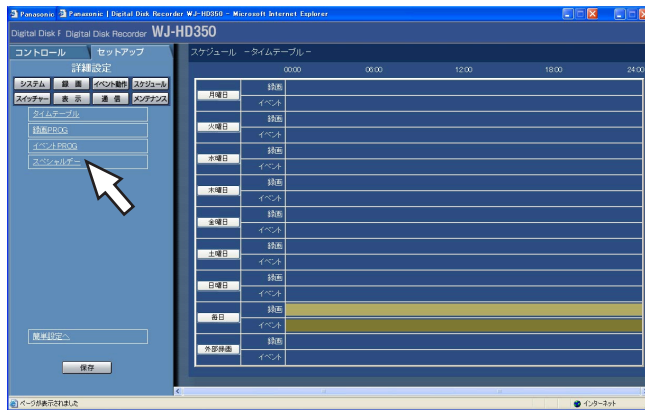 Panasonic Panasonic | Digital Disk Recorder WJ-HD350 - Microsoft Internet Explorer
Digital Disk F Digital Disk Recorder WJ-HD350
コントロール セットアップ
詳細設定
システム 録画 イベント動作 スケジュール
スイッチャー 表示 通信 メンテナンス
タイムテーブル
録画PROG
イベントPROG
スペシャルデー
簡単設定へ
保存
スケジュール －タイムテーブル－
00:00 06:00 12:00 18:00 24:00
月曜日 録画
イベント
火曜日 録画
イベント
水曜日 録画
イベント
木曜日 録画
イベント
金曜日 録画
イベント
土曜日 録画
イベント
日曜日 録画
イベント
毎日 録画
イベント
外部録画 録画
イベント
ページが表示されました インターネット